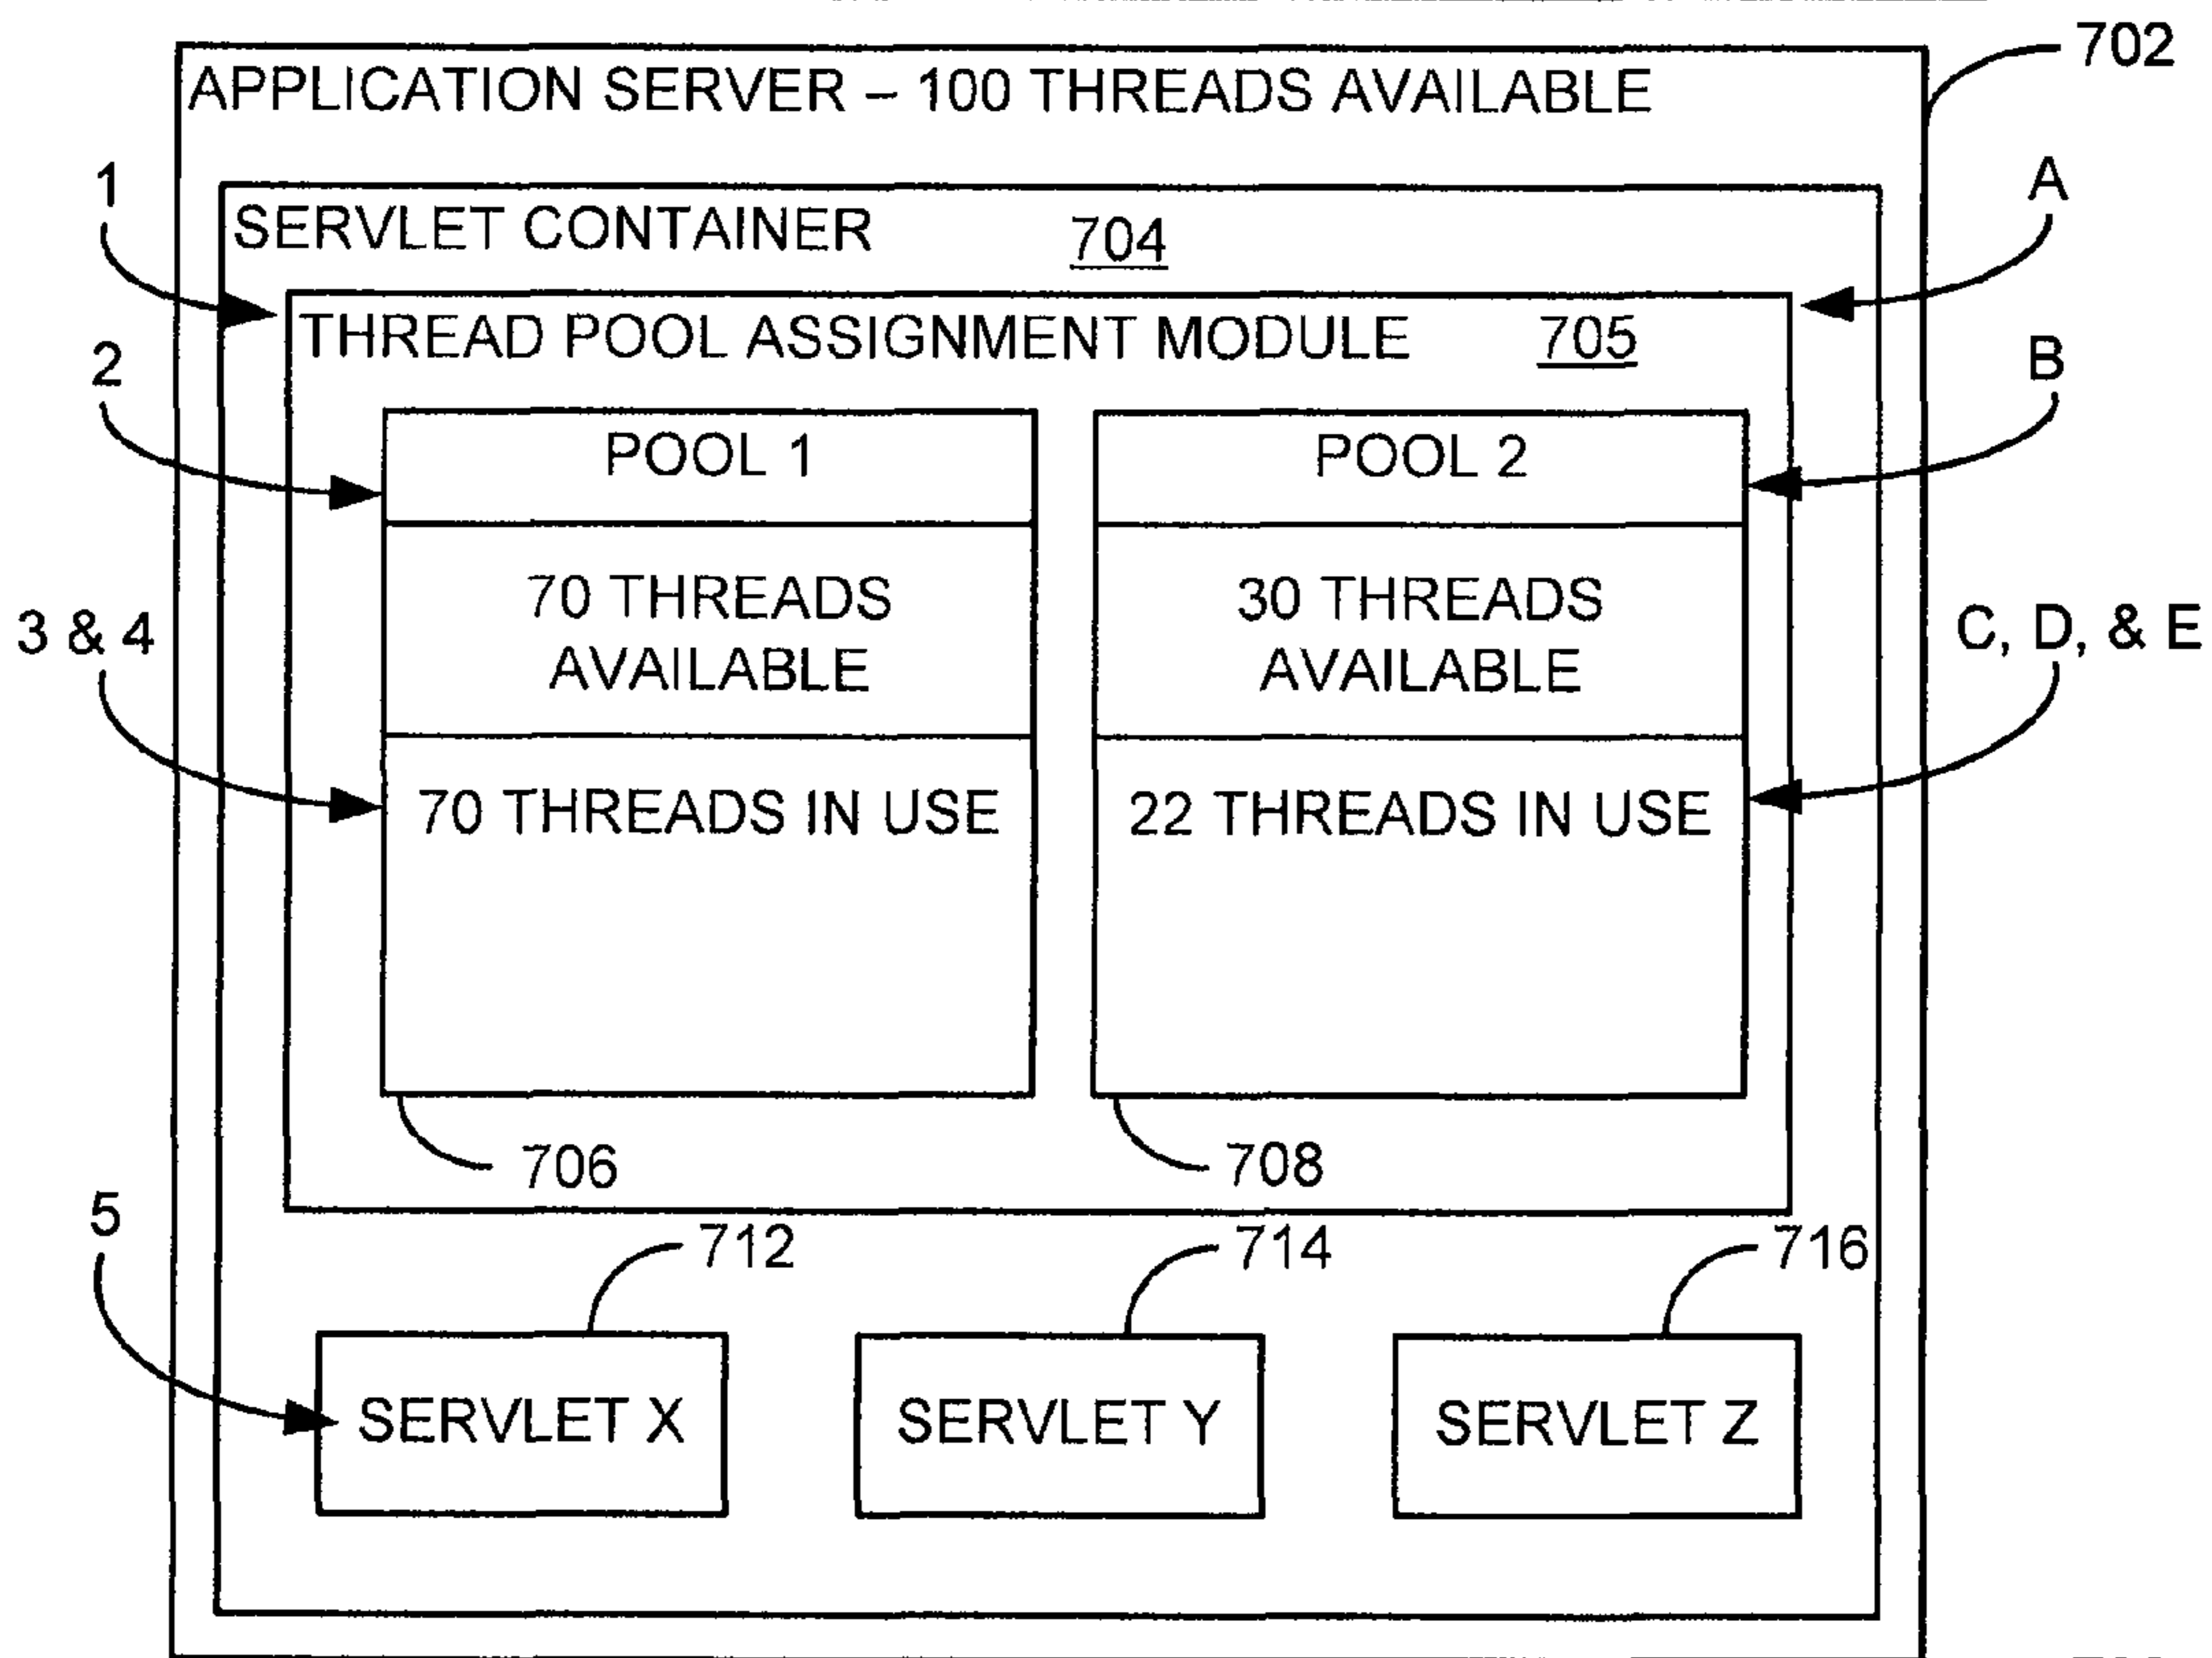 702
APPLICATION SERVER – 100 THREADS AVAILABLE
1
A
SERVLET CONTAINER 704
THREAD POOL ASSIGNMENT MODULE 705
2
B
POOL 1
POOL 2
70 THREADS
AVAILABLE
30 THREADS
AVAILABLE
3 & 4
C, D, & E
70 THREADS IN USE
22 THREADS IN USE
706
708
5
712
714
716
SERVLET X
SERVLET Y
SERVLET Z